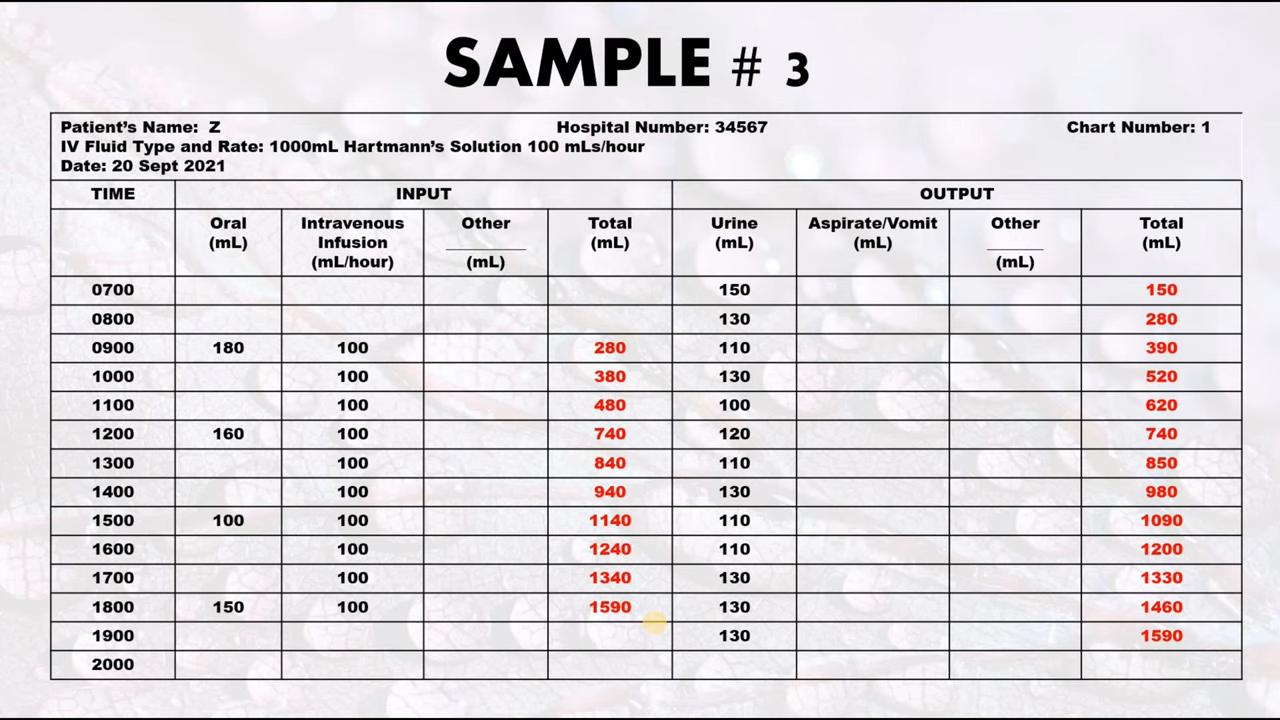 SAMPLE # 3
Patient's Name: Z Hospital Number: 34567 Chart Number: 1
IV Fluid Type and Rate: 1000mL Hartmann's Solution 100 mLs/hour
Date: 20 Sept 2021
TIME INPUT OUTPUT
Oral Intravenous Other Total Urine Aspirate/Vomit Other Total
(mL) Infusion ________ (mL) (mL) (mL) ________ (mL)
(mL/hour) (mL) (mL)
0700 150 150
0800 130 280
0900 180 100 280 110 390
1000 100 380 130 520
1100 100 480 100 620
1200 160 100 740 120 740
1300 100 840 110 850
1400 100 940 130 980
1500 100 100 1140 110 1090
1600 100 1240 110 1200
1700 100 1340 130 1330
1800 150 100 1590 130 1460
1900 130 1590
2000